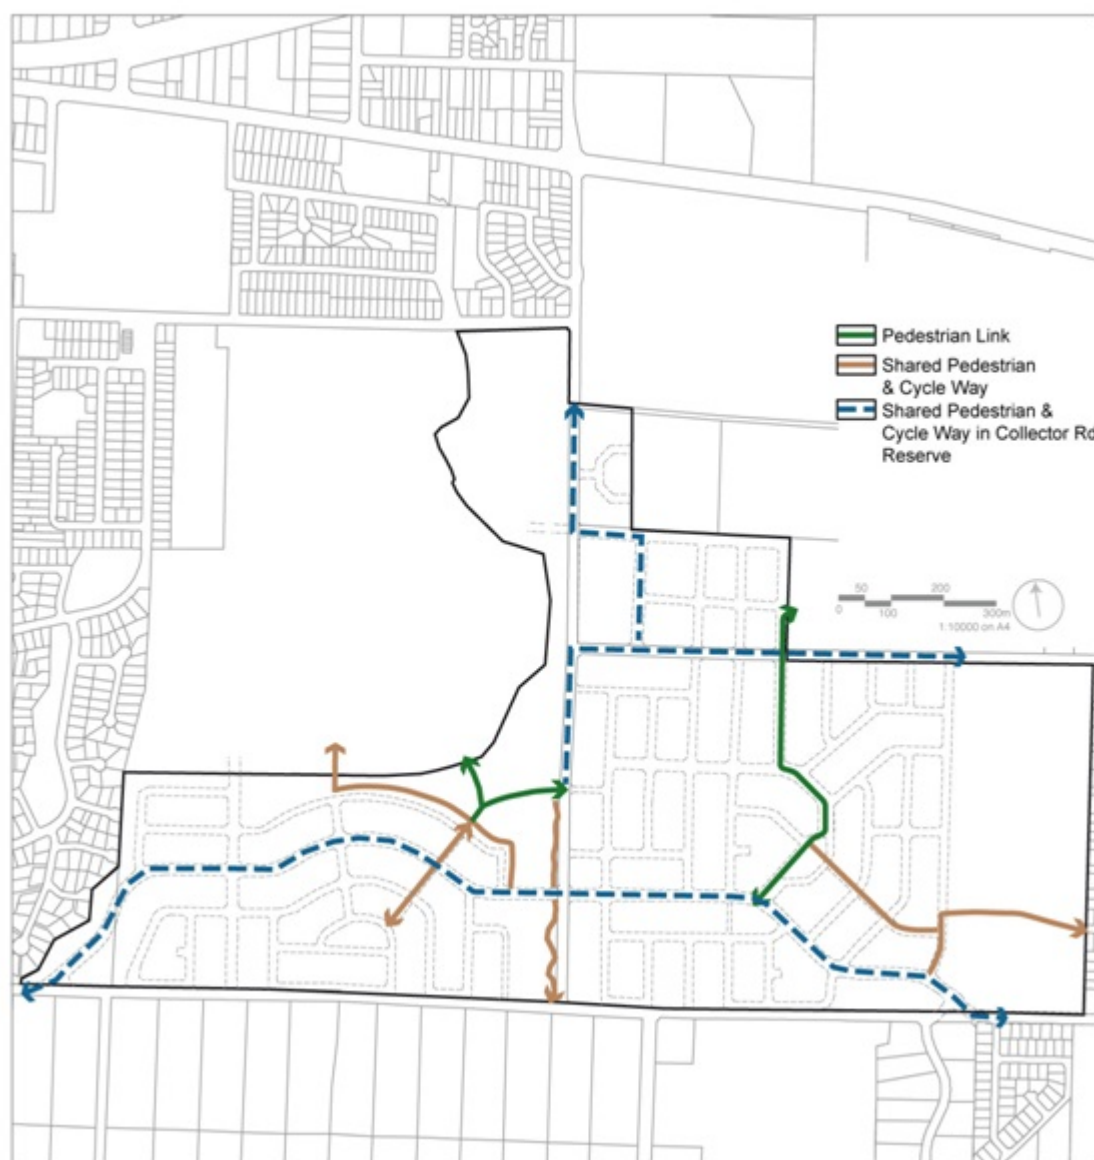 Pedestrian Link
Shared Pedestrian
& Cycle Way
Shared Pedestrian &
Cycle Way in Collector Rd
Reserve
50 200
0 100 300m
1:10000 on A4